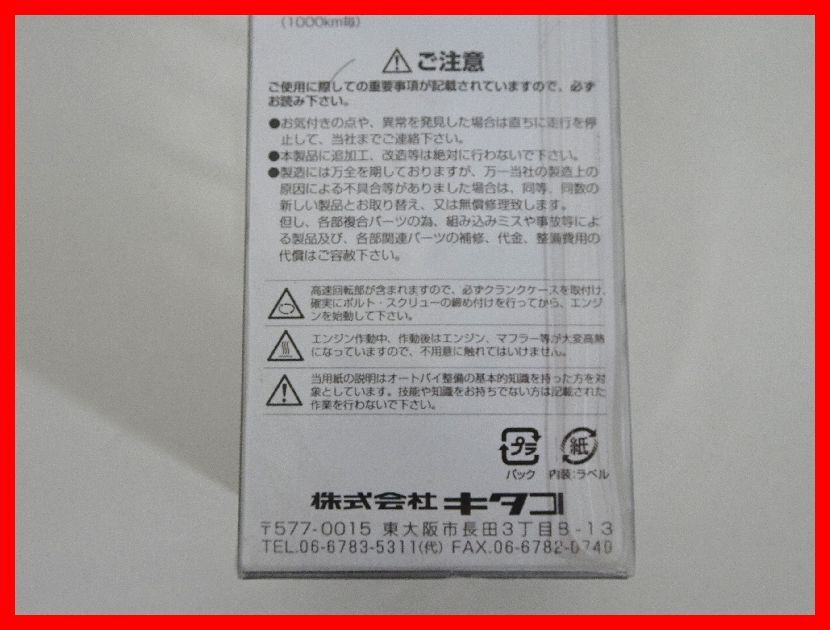 （1000km毎）
ご注意
ご使用に際しての重要事項が記載されていますので、必ず
お読み下さい。
●お気付きの点や、異常を発見した場合は直ちに走行を停
止して、当社までご連絡下さい。
●本製品に追加工、改造等は絶対に行わないで下さい。
●製造には万全を期しておりますが、万一当社の製造上の
原因による不具合等がありました場合は、同等、同数の
新しい製品とお取り替え、又は無償修理致します。
但し、各部複合パーツの為、組み込みミスや事故等によ
る製品及び、各部関連パーツの補修、代金、整備費用の
代償はご容赦下さい。
高速回転部が含まれますので、必ずクランクケースを取付け、
確実にボルト・スクリューの締め付けを行ってから、エンジ
ンを始動して下さい。
エンジン作動中、作動後はエンジン、マフラー等が大変高熱
になっていますので、不用意に触れてはいけません。
当用紙の説明はオートバイ整備の基本的知識を持った方を対
象としています。技能や知識をお持ちでない方は記載された
作業を行わないで下さい。
プラ 紙
パック 内装:ラベル
株式会社 キタコ
〒577-0015 東大阪市長田3丁目8-13
TEL.06-6783-5311(代) FAX.06-6782-0740